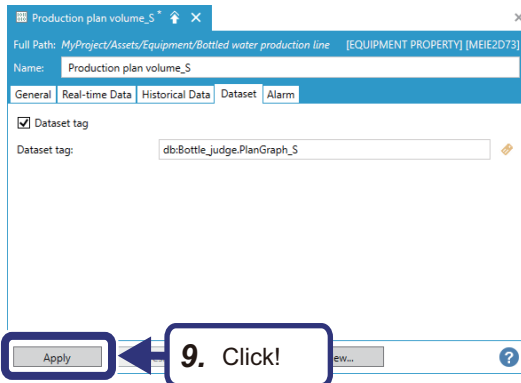 Production plan volume_S*
Full Path: MyProject/Assets/Equipment/Bottled water production line [EQUIPMENT PROPERTY] [MEIE2D73]
Name: Production plan volume_S
General Real-time Data Historical Data Dataset Alarm
Dataset tag
Dataset tag: db:Bottle_judge.PlanGraph_S
Apply 9. Click! ?